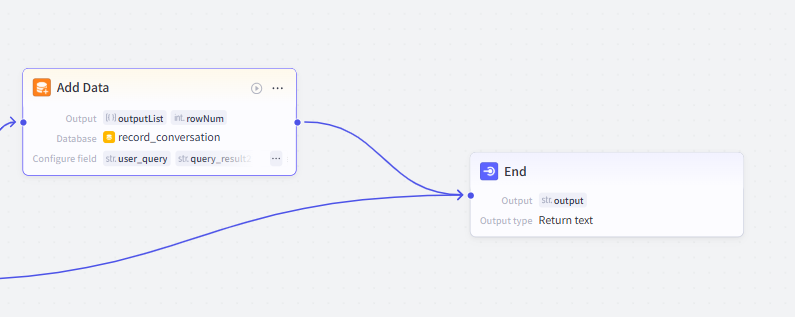 Add Data
Output [{}] outputList int. rowNum
Database record_conversation
Configure field str. user_query str. query_result
End
Output str. output
Output type Return text